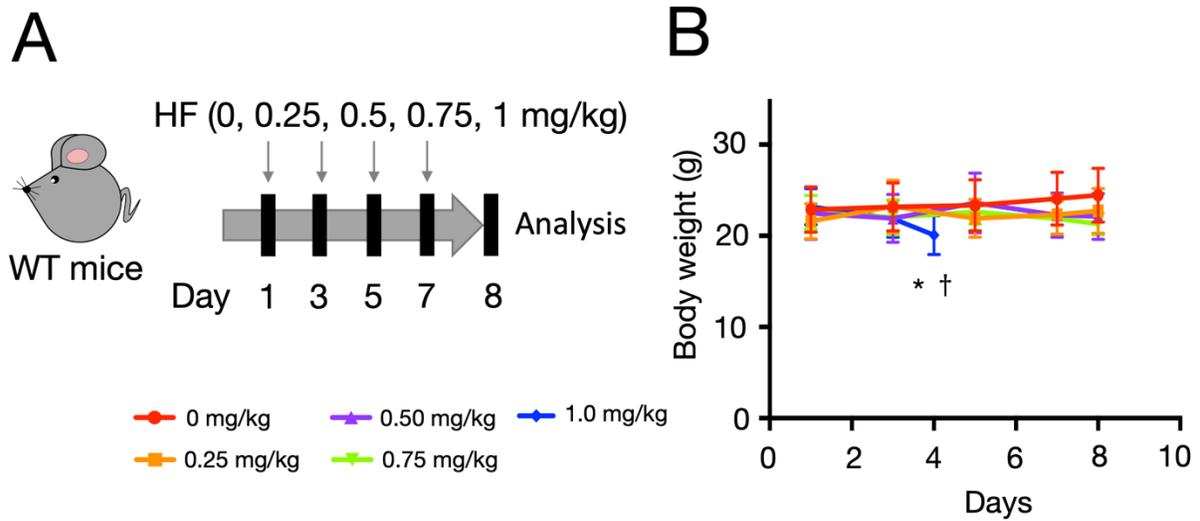 A
HF (0, 0.25, 0.5, 0.75, 1 mg/kg)
Analysis
WT mice
Day 1 3 5 7 8
0 mg/kg
0.50 mg/kg
1.0 mg/kg
0.25 mg/kg
0.75 mg/kg
B
Body weight (g)
30
20
10
0
* †
0 2 4 6 8 10
Days